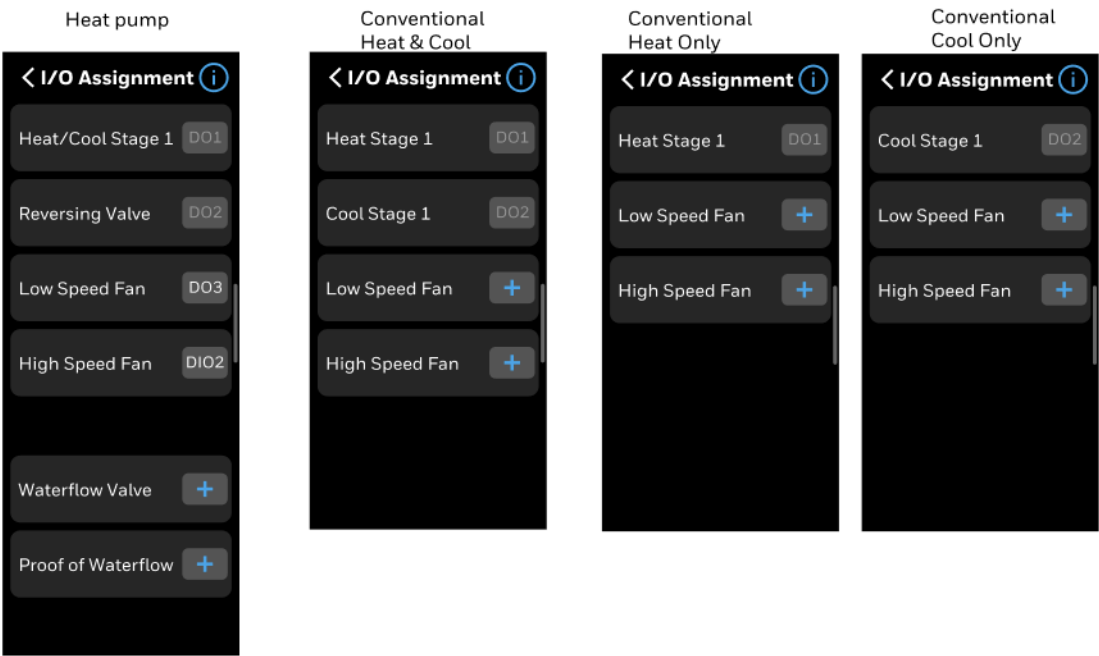 Heat pump
I/O Assignment
Heat/Cool Stage 1 DO1
Reversing Valve DO2
Low Speed Fan DO3
High Speed Fan DIO2
Waterflow Valve +
Proof of Waterflow +
Conventional
Heat & Cool
I/O Assignment
Heat Stage 1 DO1
Cool Stage 1 DO2
Low Speed Fan +
High Speed Fan +
Conventional
Heat Only
I/O Assignment
Heat Stage 1 DO1
Low Speed Fan +
High Speed Fan +
Conventional
Cool Only
I/O Assignment
Cool Stage 1 DO2
Low Speed Fan +
High Speed Fan +